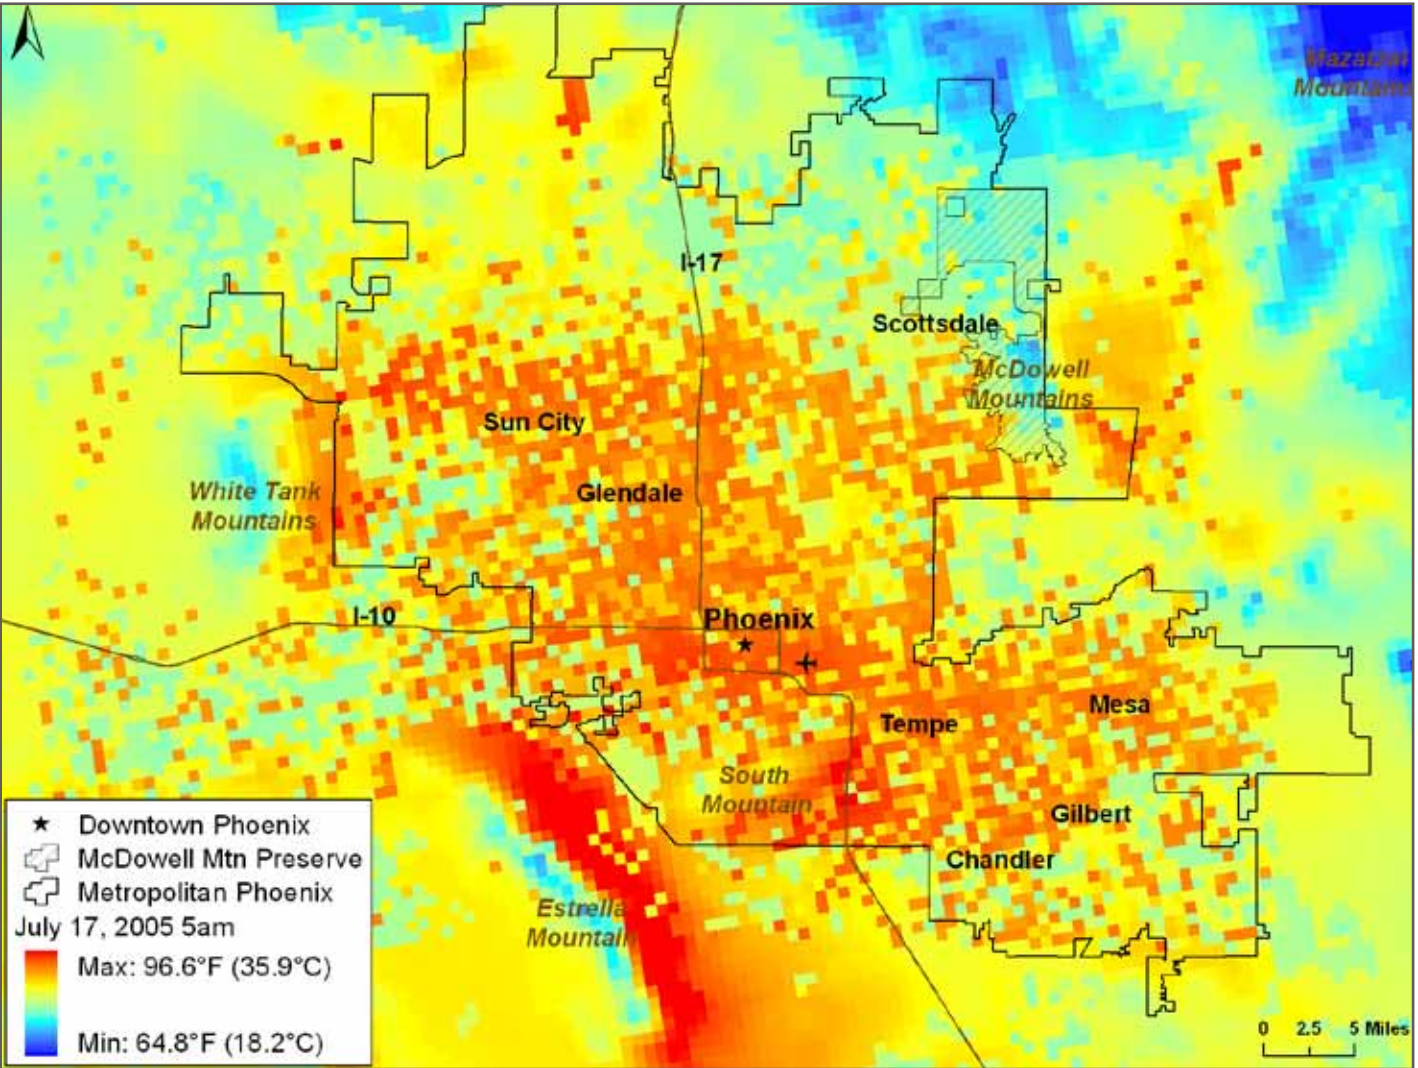 Mazatzal
Mountains
I-17
Scottsdale
McDowell
Mountains
Sun City
Glendale
White Tank
Mountains
I-10
Phoenix
Mesa
Tempe
South
Mountain
Gilbert
Chandler
Estrella
Mountain
Downtown Phoenix
McDowell Mtn Preserve
Metropolitan Phoenix
July 17, 2005 5am
Max: 96.6°F (35.9°C)
Min: 64.8°F (18.2°C)
0 2.5 5 Miles